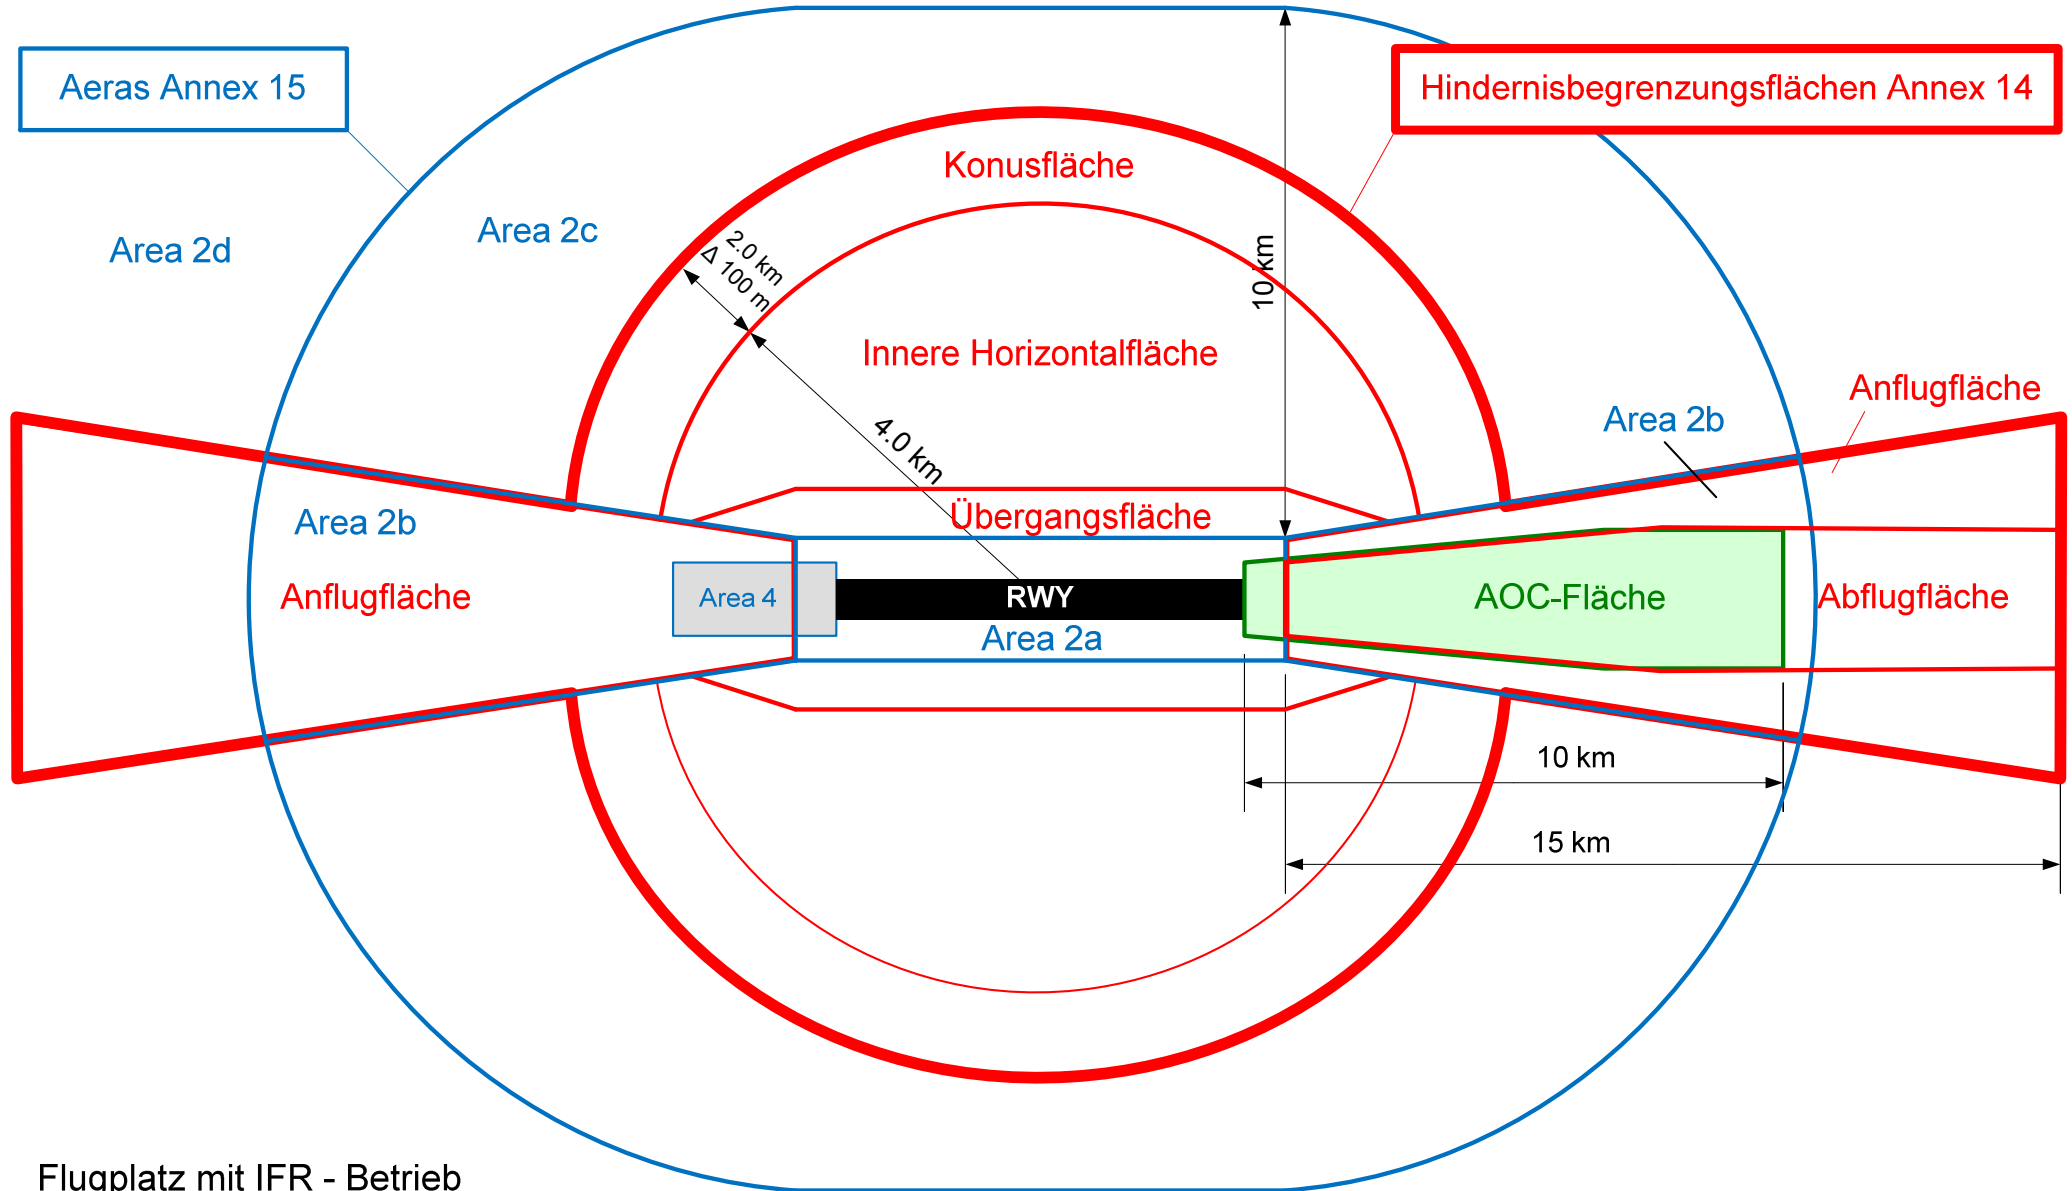 Aeras Annex 15
Hindernisbegrenzungsflächen Annex 14
Konusfläche
Area 2d
Area 2c
2.0 km
Δ 100 m
10 km
Innere Horizontalfläche
Anflugfläche
Area 2b
4.0 km
Area 2b
Übergangsfläche
Anflugfläche
Area 4
RWY
AOC-Fläche
Abflugfläche
Area 2a
10 km
15 km
Flugplatz mit IFR - Betrieb